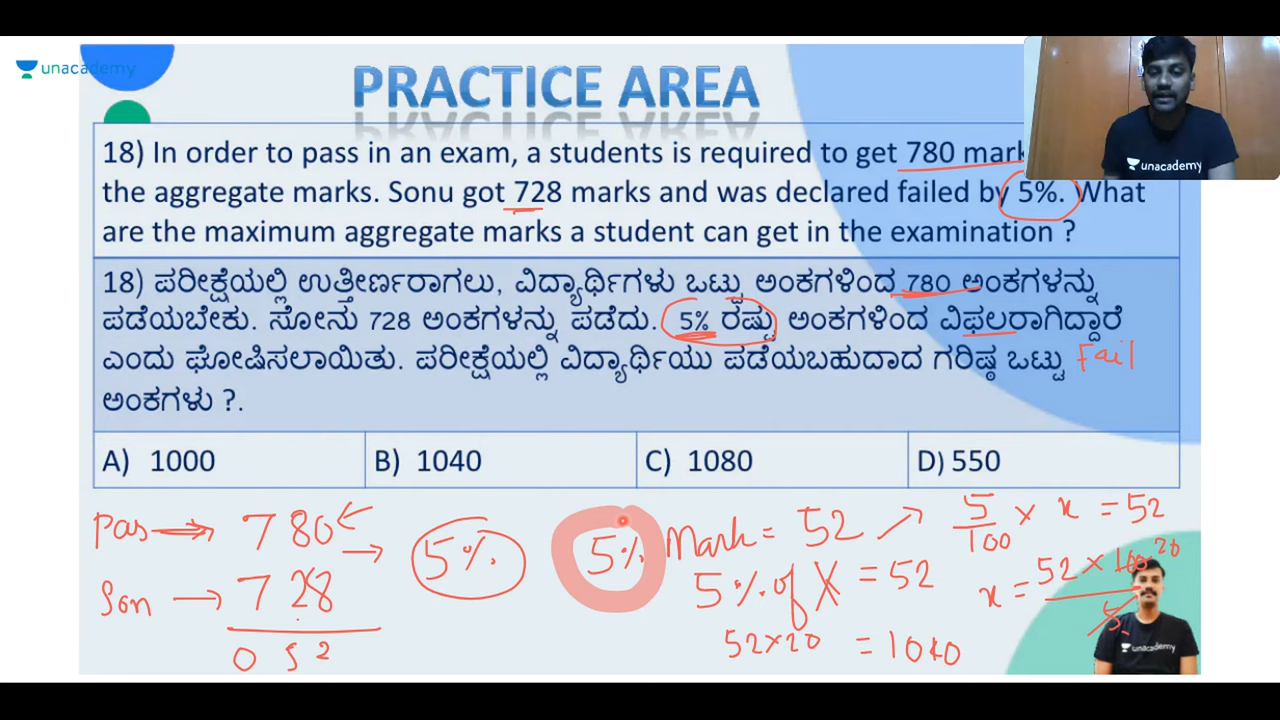 unacademy
PRACTICE AREA
unacademy
18) In order to pass in an exam, a students is required to get 780 mark
the aggregate marks. Sonu got 728 marks and was declared failed by 5%. What
are the maximum aggregate marks a student can get in the examination ?
18) ಪರೀಕ್ಷೆಯಲ್ಲಿ ಉತ್ತೀರ್ಣರಾಗಲು, ವಿದ್ಯಾರ್ಥಿಗಳು ಒಟ್ಟು ಅಂಕಗಳಿಂದ 780 ಅಂಕಗಳನ್ನು
ಪಡೆಯಬೇಕು. ಸೋನು 728 ಅಂಕಗಳನ್ನು ಪಡೆದು. 5% ರಷ್ಟು ಅಂಕಗಳಿಂದ ವಿಫಲರಾಗಿದ್ದಾರೆ
ಎಂದು ಘೋಷಿಸಲಾಯಿತು. ಪರೀಕ್ಷೆಯಲ್ಲಿ ವಿದ್ಯಾರ್ಥಿಯು ಪಡೆಯಬಹುದಾದ ಗರಿಷ್ಠ ಒಟ್ಟು Fail
ಅಂಕಗಳು ?.
A) 1000 B) 1040 C) 1080 D) 550
Pas → 780 ← → 5% 5% Mark = 52 → 5/100 × x = 52
Son → 728 5% of X = 52 x = 52 × 100 20 / 5
052 52×20 = 1040
unacademy